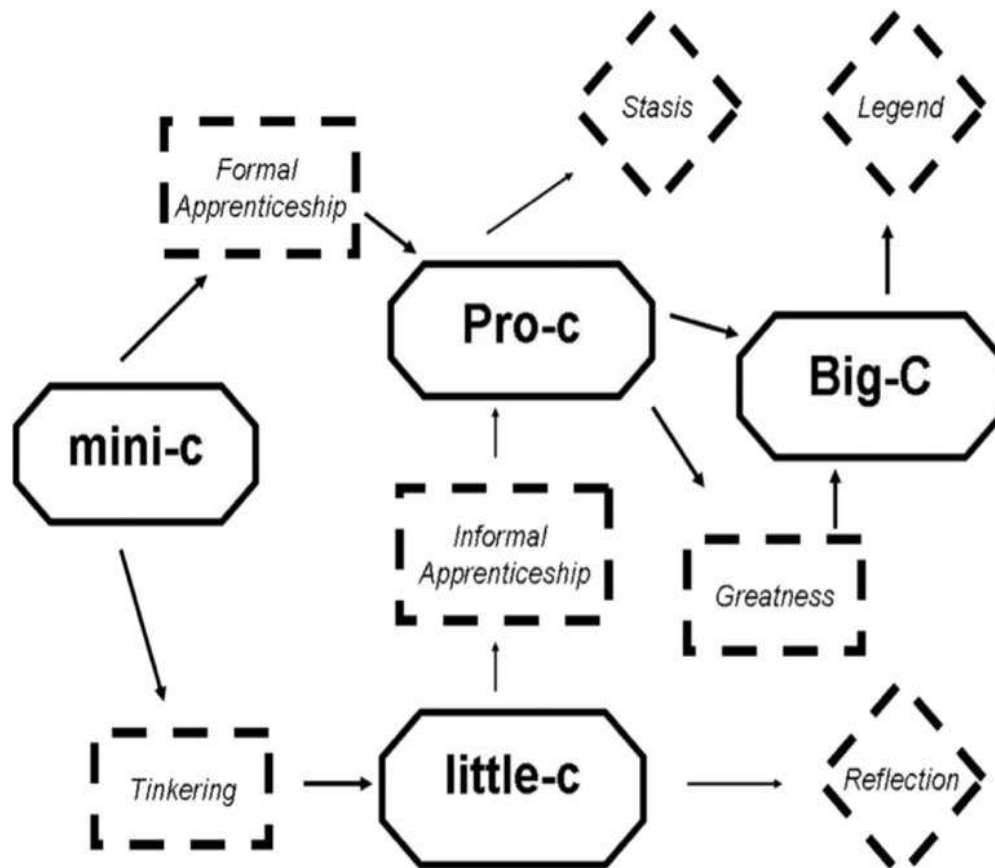 Stasis
Legend
Formal
Apprenticeship
Pro-c
Big-C
mini-c
Informal
Apprenticeship
Greatness
Tinkering
little-c
Reflection